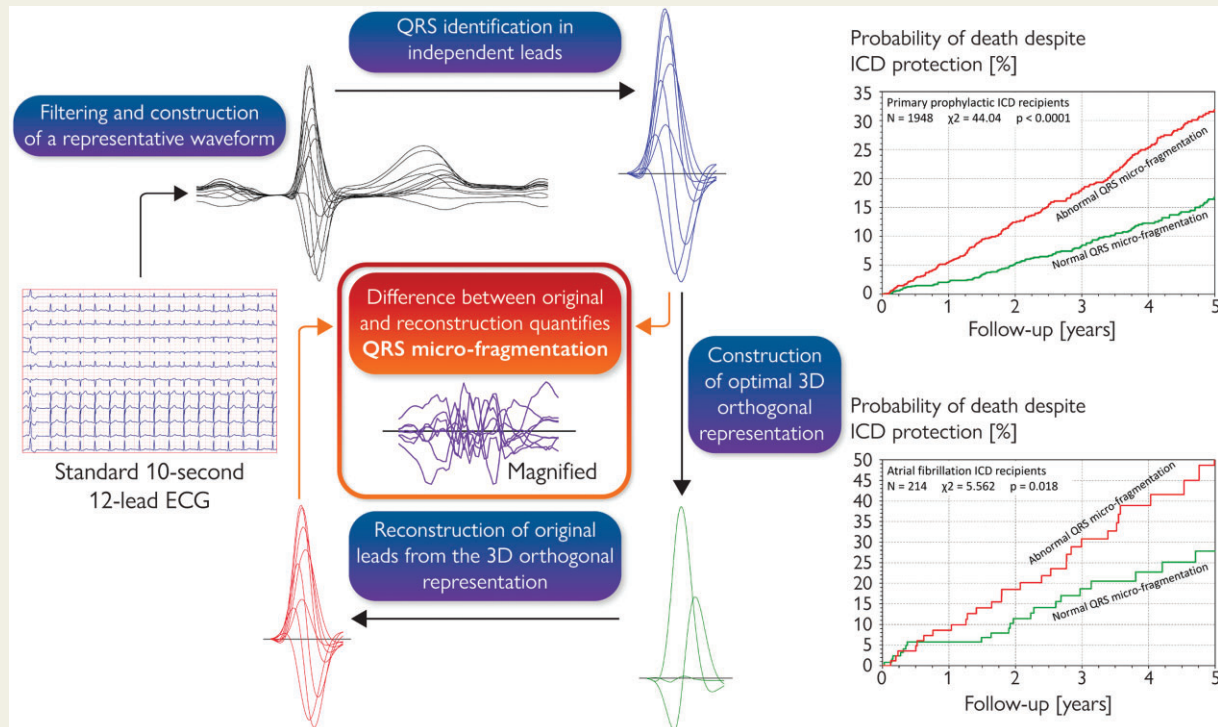 QRS identification in
independent leads
Filtering and construction
of a representative waveform
Standard 10-second
12-lead ECG
Difference between original
and reconstruction quantifies
QRS micro-fragmentation
Magnified
Construction
of optimal 3D
orthogonal
representation
Reconstruction of original
leads from the 3D orthogonal
representation
Probability of death despite
ICD protection [%]
35
30
25
20
15
10
5
0
Primary prophylactic ICD recipients
N = 1948 χ2 = 44.04 p < 0.0001
Abnormal QRS micro-fragmentation
Normal QRS micro-fragmentation
0 1 2 3 4 5
Follow-up [years]
Probability of death despite
ICD protection [%]
50
45
40
35
30
25
20
15
10
5
0
Atrial fibrillation ICD recipients
N = 214 χ2 = 5.562 p = 0.018
Abnormal QRS micro-fragmentation
Normal QRS micro-fragmentation
0 1 2 3 4 5
Follow-up [years]